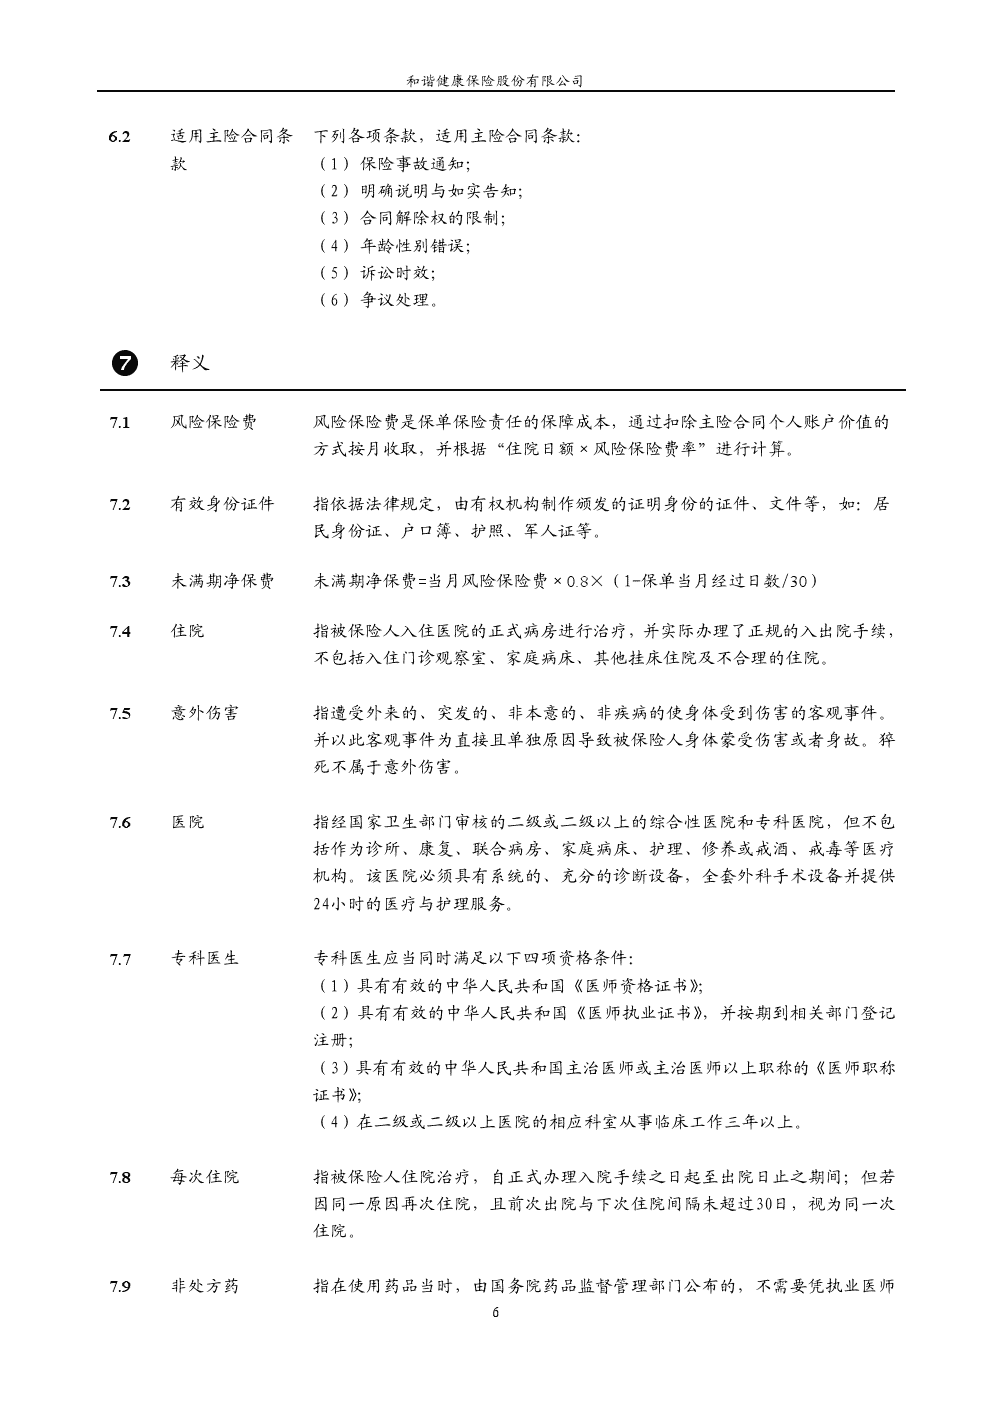 和谐健康保险股份有限公司
6.2 适用主险合同条 下列各项条款，适用主险合同条款：
款 （1） 保险事故通知；
（2） 明确说明与如实告知；
（3） 合同解除权的限制；
（4） 年龄性别错误；
（5） 诉讼时效；
（6） 争议处理。
7 释义
7.1 风险保险费 风险保险费是保单保险责任的保障成本，通过扣除主险合同个人账户价值的
方式按月收取，并根据“住院日额×风险保险费率”进行计算。
7.2 有效身份证件 指依据法律规定，由有权机构制作颁发的证明身份的证件、文件等，如：居
民身份证、户口簿、护照、军人证等。
7.3 未满期净保费 未满期净保费=当月风险保险费×0.8×（1-保单当月经过日数/30）
7.4 住院 指被保险人入住医院的正式病房进行治疗，并实际办理了正规的入出院手续，
不包括入住门诊观察室、家庭病床、其他挂床住院及不合理的住院。
7.5 意外伤害 指遭受外来的、突发的、非本意的、非疾病的使身体受到伤害的客观事件。
并以此客观事件为直接且单独原因导致被保险人身体蒙受伤害或者身故。猝
死不属于意外伤害。
7.6 医院 指经国家卫生部门审核的二级或二级以上的综合性医院和专科医院，但不包
括作为诊所、康复、联合病房、家庭病床、护理、修养或戒酒、戒毒等医疗
机构。该医院必须具有系统的、充分的诊断设备，全套外科手术设备并提供
24小时的医疗与护理服务。
7.7 专科医生 专科医生应当同时满足以下四项资格条件：
（1）具有有效的中华人民共和国《医师资格证书》；
（2）具有有效的中华人民共和国《医师执业证书》，并按期到相关部门登记
注册；
（3）具有有效的中华人民共和国主治医师或主治医师以上职称的《医师职称
证书》；
（4）在二级或二级以上医院的相应科室从事临床工作三年以上。
7.8 每次住院 指被保险人住院治疗，自正式办理入院手续之日起至出院日止之期间；但若
因同一原因再次住院，且前次出院与下次住院间隔未超过30日，视为同一次
住院。
7.9 非处方药 指在使用药品当时，由国务院药品监督管理部门公布的，不需要凭执业医师
6